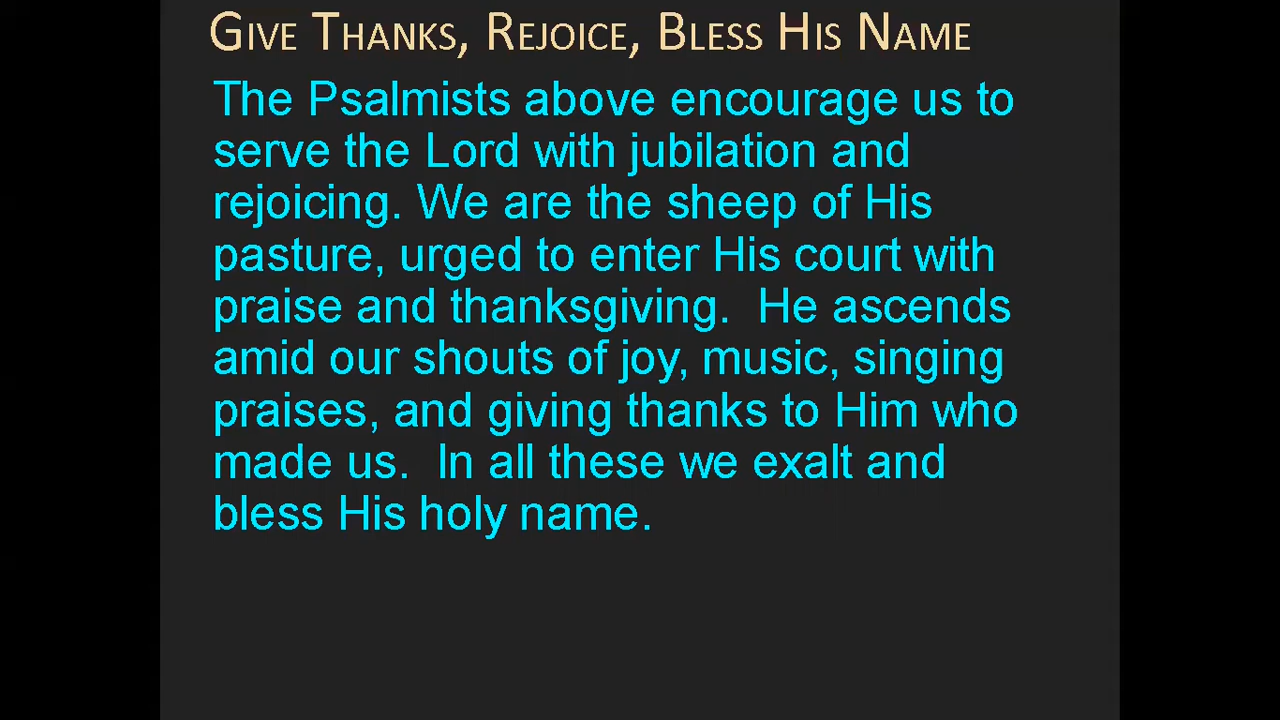 Give Thanks, Rejoice, Bless His Name
The Psalmists above encourage us to
serve the Lord with jubilation and
rejoicing. We are the sheep of His
pasture, urged to enter His court with
praise and thanksgiving.  He ascends
amid our shouts of joy, music, singing
praises, and giving thanks to Him who
made us.  In all these we exalt and
bless His holy name.